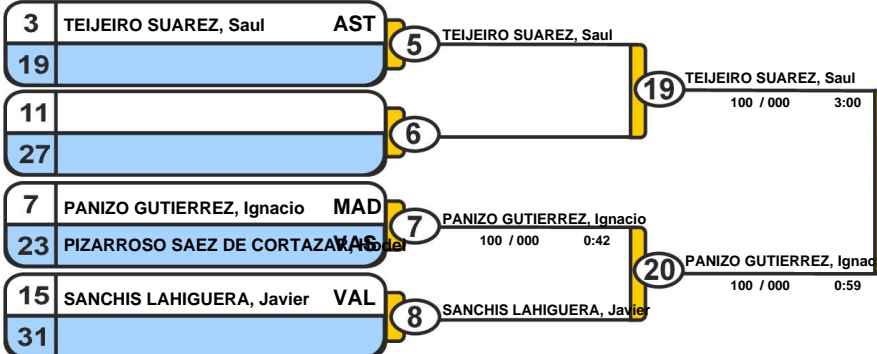 3 TEIJEIRO SUAREZ, Saul AST
19
5 TEIJEIRO SUAREZ, Saul
11
27
6
19 TEIJEIRO SUAREZ, Saul
100 / 000 3:00
7 PANIZO GUTIERREZ, Ignacio MAD
23 PIZARROSO SAEZ DE CORTAZAR, Hodei VAS
7 PANIZO GUTIERREZ, Ignacio
100 / 000 0:42
15 SANCHIS LAHIGUERA, Javier VAL
31
8 SANCHIS LAHIGUERA, Javier
20 PANIZO GUTIERREZ, Ignac
100 / 000 0:59